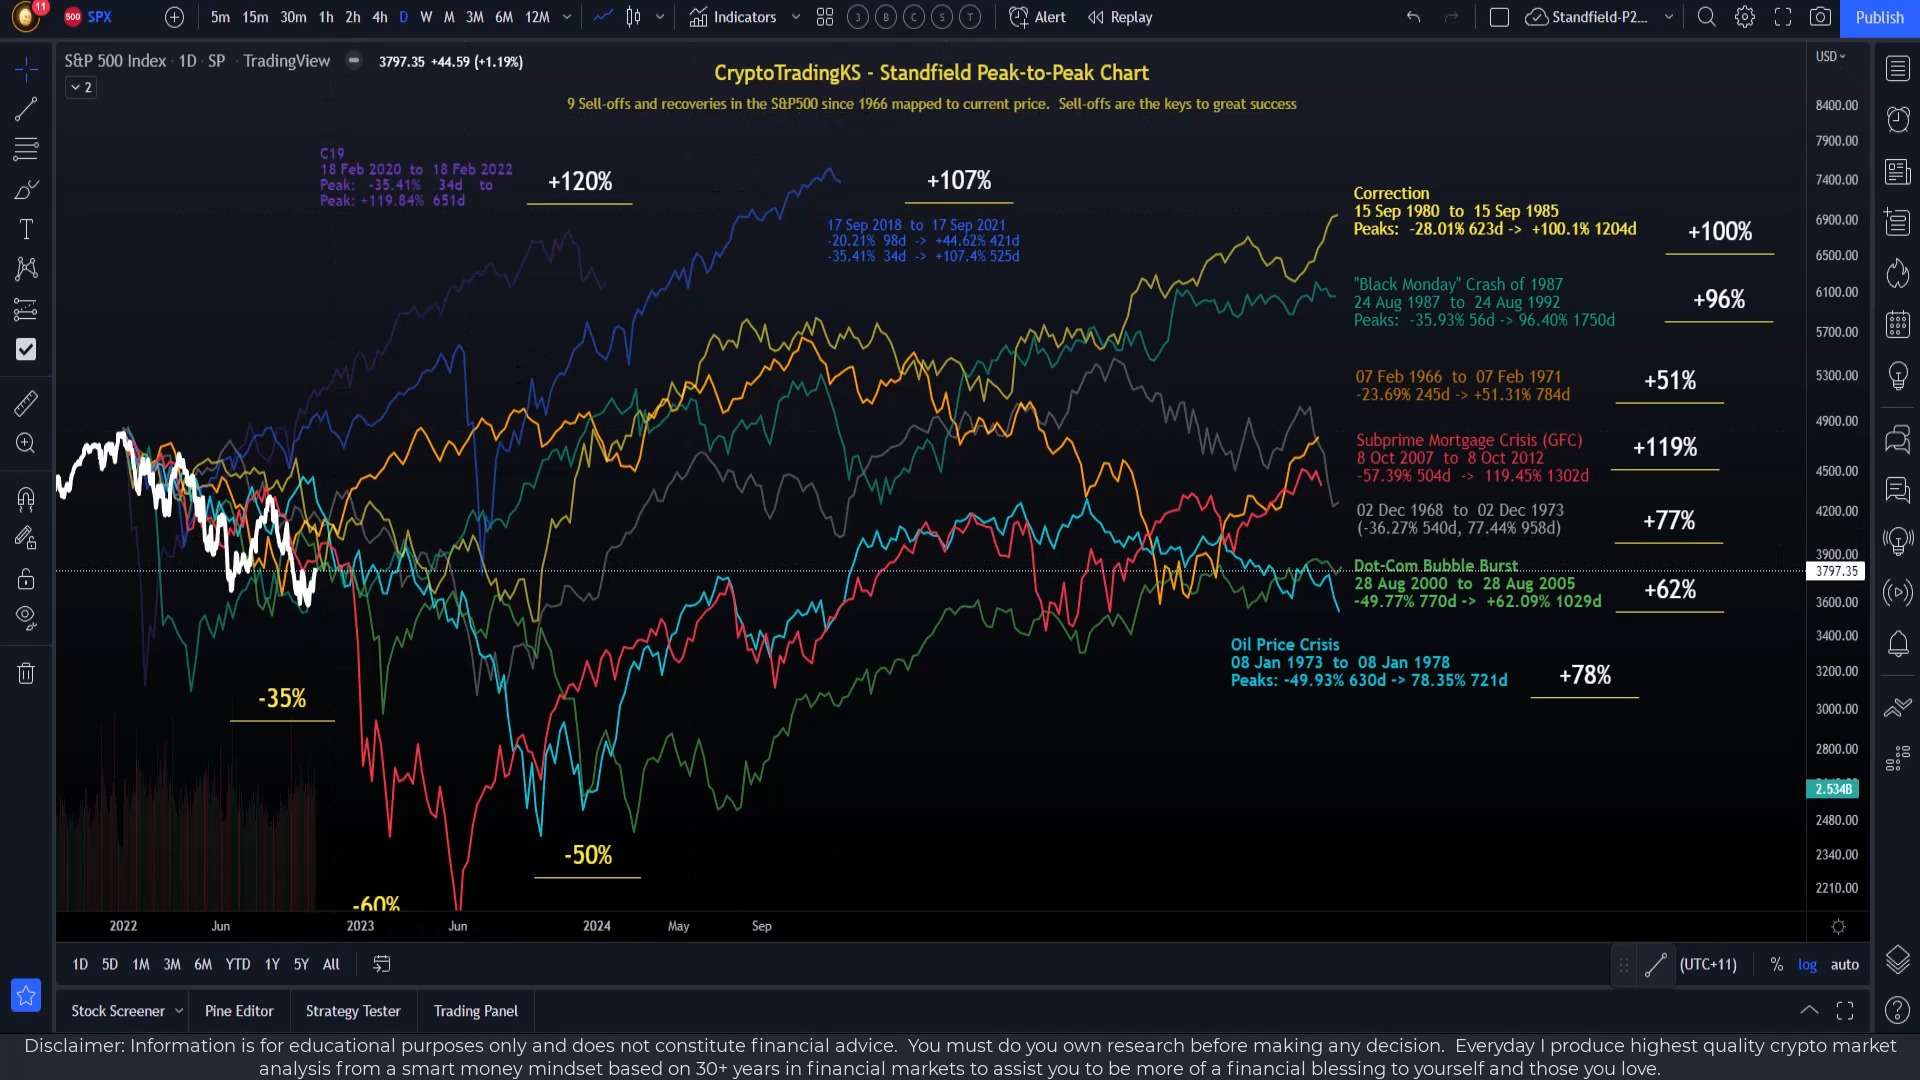 11
500 SPX
5m 15m 30m 1h 2h 4h D W M 3M 6M 12M
Indicators
3 B C S T
Alert
Replay
Standfield-P2...
Publish
S&P 500 Index · 1D · SP · TradingView
3797.35 +44.59 (+1.19%)
2
USD
CryptoTradingKS - Standfield Peak-to-Peak Chart
9 Sell-offs and recoveries in the S&P500 since 1966 mapped to current price. Sell-offs are the keys to great success
C19
18 Feb 2020 to 18 Feb 2022
Peak: -35.41% 34d to
Peak: +119.84% 651d
+120%
+107%
17 Sep 2018 to 17 Sep 2021
-20.21% 98d -> +44.62% 421d
-35.41% 34d -> +107.4% 525d
Correction
15 Sep 1980 to 15 Sep 1985
Peaks: -28.01% 623d -> +100.1% 1204d
+100%
"Black Monday" Crash of 1987
24 Aug 1987 to 24 Aug 1992
Peaks: -35.93% 56d -> 96.40% 1750d
+96%
07 Feb 1966 to 07 Feb 1971
-23.69% 245d -> +51.31% 784d
+51%
Subprime Mortgage Crisis (GFC)
8 Oct 2007 to 8 Oct 2012
-57.39% 504d -> 119.45% 1302d
+119%
02 Dec 1968 to 02 Dec 1973
(-36.27% 540d, 77.44% 958d)
+77%
Dot-Com Bubble Burst
28 Aug 2000 to 28 Aug 2005
-49.77% 770d -> +62.09% 1029d
+62%
Oil Price Crisis
08 Jan 1973 to 08 Jan 1978
Peaks: -49.93% 630d -> 78.35% 721d
+78%
-35%
-50%
-60%
8400.00
7900.00
7400.00
6900.00
6500.00
6100.00
5700.00
5300.00
4900.00
4500.00
4200.00
3900.00
3797.35
3600.00
3400.00
3200.00
3000.00
2800.00
2.534B
2480.00
2340.00
2210.00
2022 Jun 2023 Jun 2024 May Sep
1D 5D 1M 3M 6M YTD 1Y 5Y All
(UTC+11) % log auto
Stock Screener Pine Editor Strategy Tester Trading Panel
Disclaimer: Information is for educational purposes only and does not constitute financial advice. You must do you own research before making any decision. Everyday I produce highest quality crypto market
analysis from a smart money mindset based on 30+ years in financial markets to assist you to be more of a financial blessing to yourself and those you love.